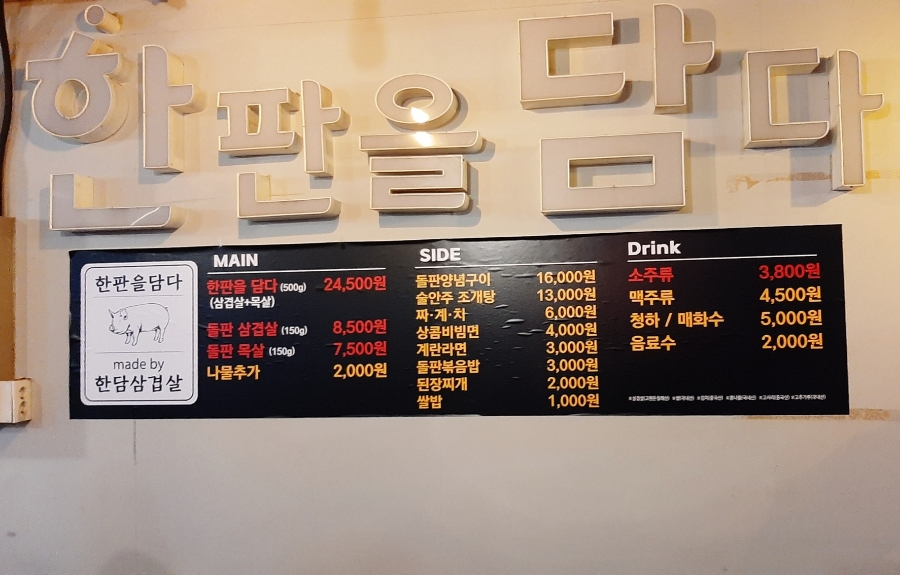 한판을담다
한판을담다
made by
한담삼겹살
MAIN
한판을 담다 (500g) 24,500원
(삼겹살+목살)
돌판 삼겹살 (150g) 8,500원
돌판 목살 (150g) 7,500원
나물추가 2,000원
SIDE
돌판양념구이 16,000원
술안주 조개탕 13,000원
짜·계·차 6,000원
상콤비빔면 4,000원
계란라면 3,000원
돌판볶음밥 3,000원
된장찌개 2,000원
쌀밥 1,000원
Drink
소주류 3,800원
맥주류 4,500원
청하 / 매화수 5,000원
음료수 2,000원